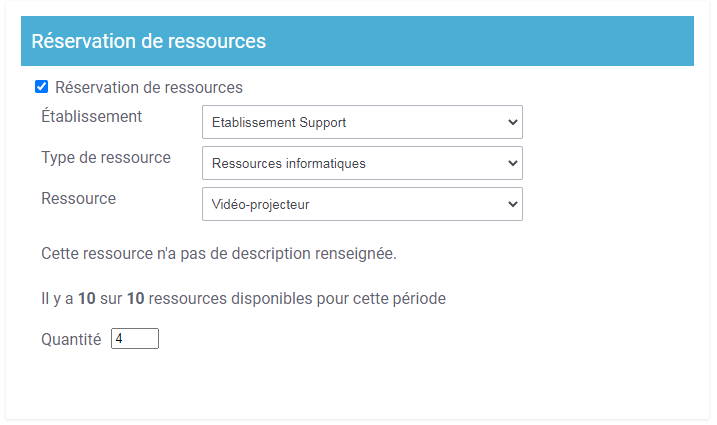 Réservation de ressources
Réservation de ressources
Établissement
Etablissement Support
Type de ressource
Ressources informatiques
Ressource
Vidéo-projecteur
Cette ressource n'a pas de description renseignée.
Il y a 10 sur 10 ressources disponibles pour cette période
Quantité 4